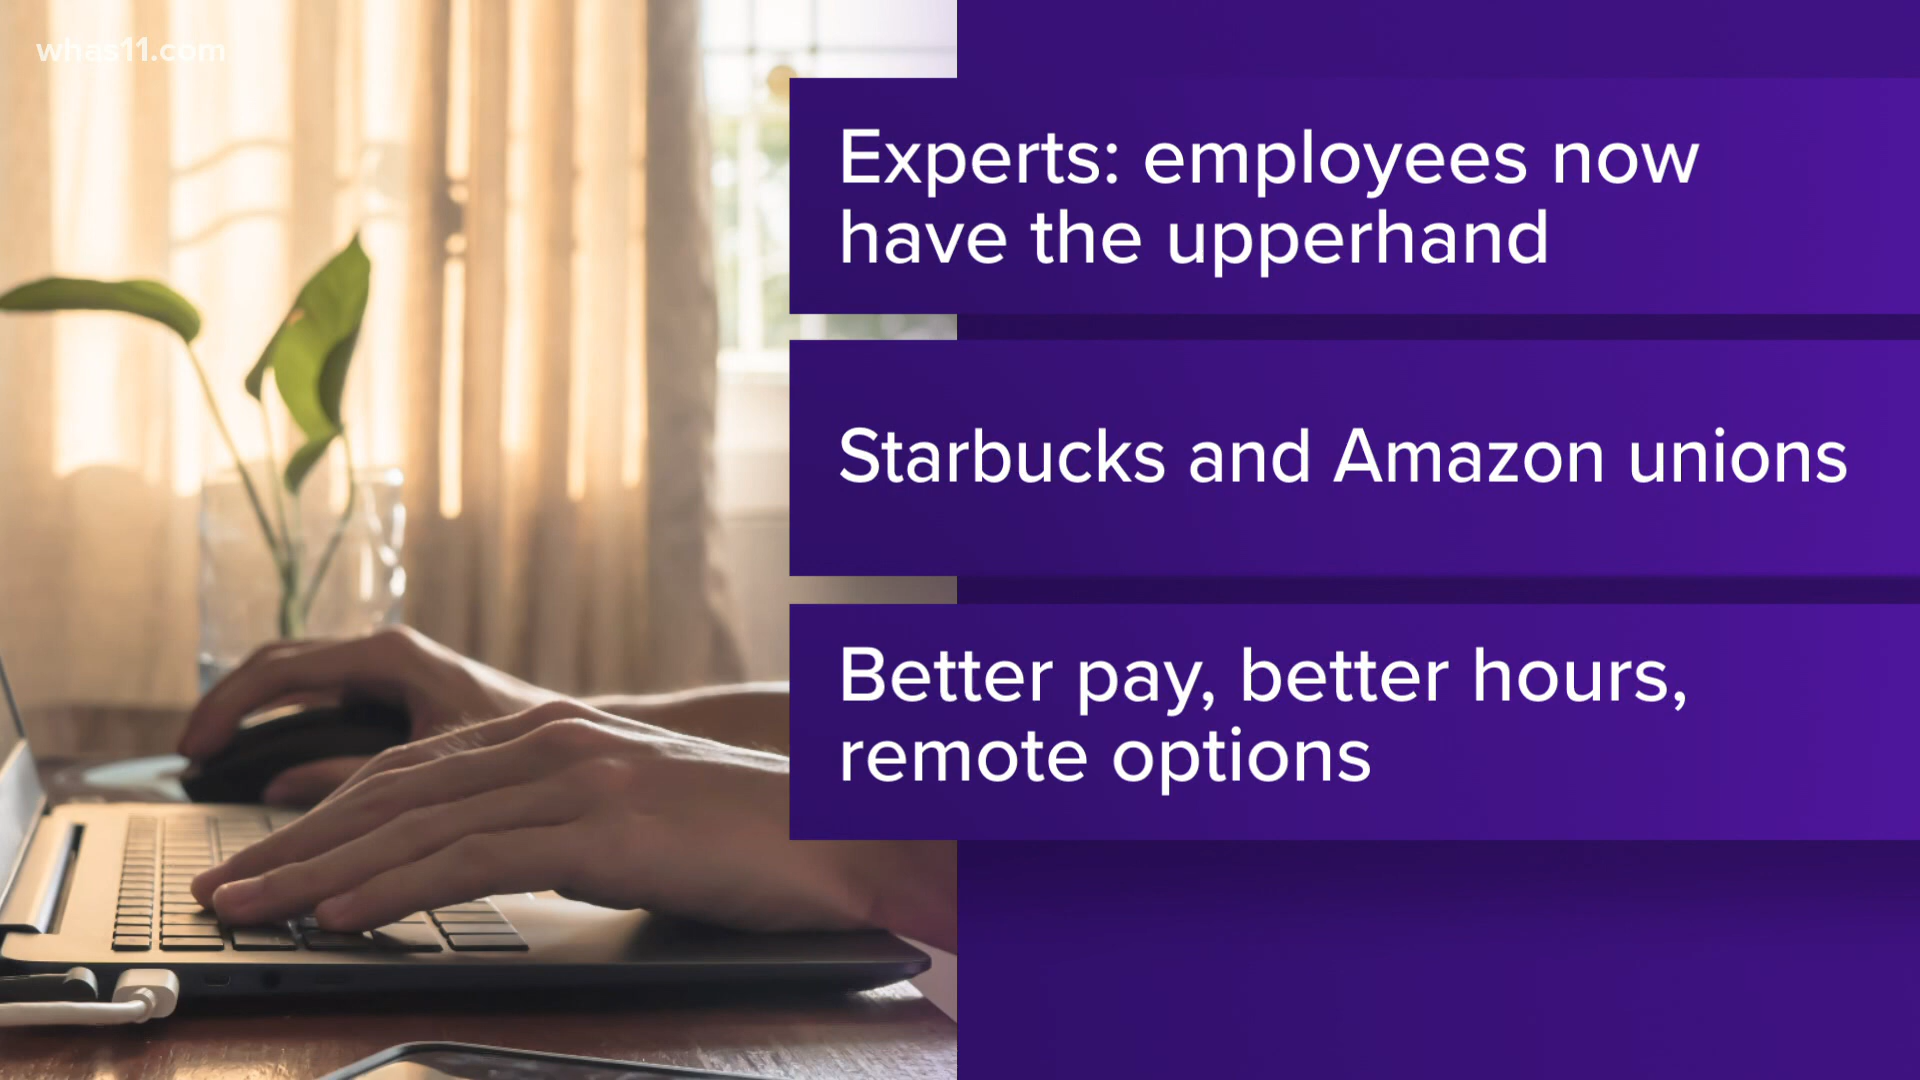 whas11.com
Experts: employees now
have the upperhand
Starbucks and Amazon unions
Better pay, better hours,
remote options